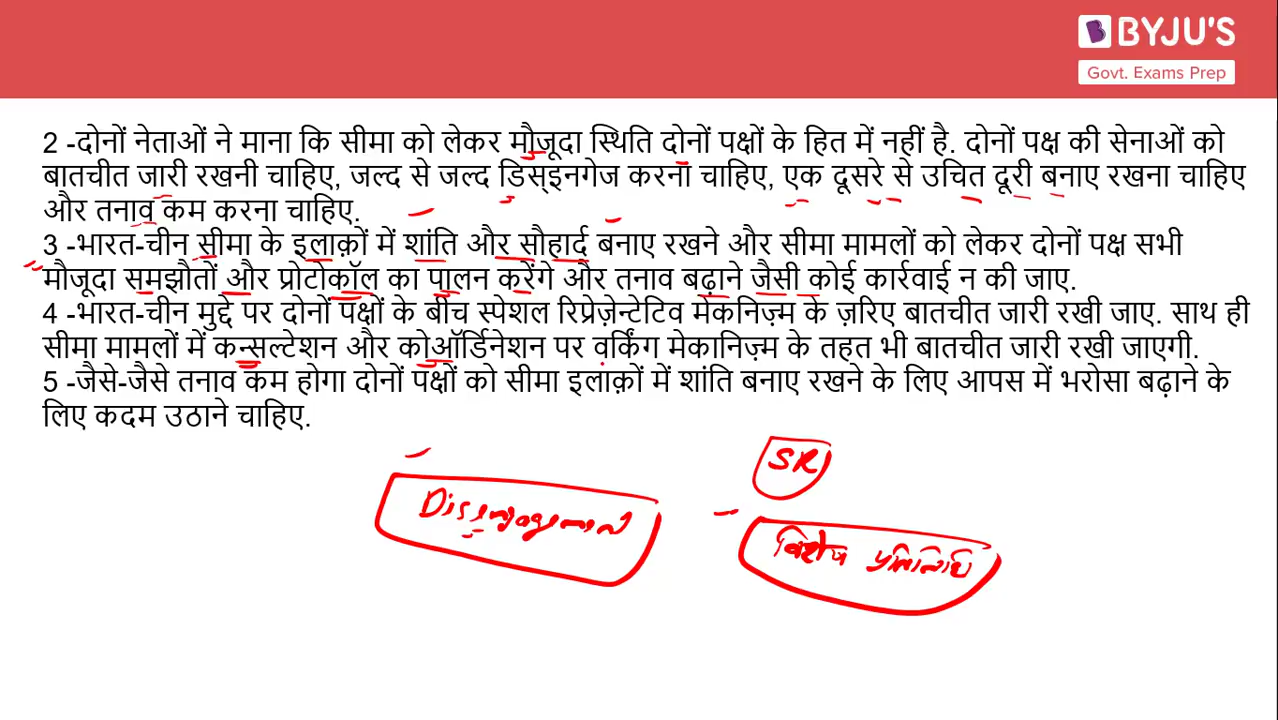 BYJU'S
Govt. Exams Prep
2 -दोनों नेताओं ने माना कि सीमा को लेकर मौजूदा स्थिति दोनों पक्षों के हित में नहीं है. दोनों पक्ष की सेनाओं को
बातचीत जारी रखनी चाहिए, जल्द से जल्द डिस्इनगेज करना चाहिए, एक दूसरे से उचित दूरी बनाए रखना चाहिए
और तनाव कम करना चाहिए.
3 -भारत-चीन सीमा के इलाक़ों में शांति और सौहार्द्र बनाए रखने और सीमा मामलों को लेकर दोनों पक्ष सभी
मौजूदा समझौतों और प्रोटोकॉल का पालन करेंगे और तनाव बढ़ाने जैसी कोई कार्रवाई न की जाए.
4 -भारत-चीन मुद्दे पर दोनों पक्षों के बीच स्पेशल रिप्रेज़ेन्टेटिव मेकनिज़्म के ज़रिए बातचीत जारी रखी जाए. साथ ही
सीमा मामलों में कन्सल्टेशन और कोऑर्डिनेशन पर वर्किंग मेकानिज़्म के तहत भी बातचीत जारी रखी जाएगी.
5 -जैसे-जैसे तनाव कम होगा दोनों पक्षों को सीमा इलाक़ों में शांति बनाए रखने के लिए आपस में भरोसा बढ़ाने के
लिए कदम उठाने चाहिए.
SR
Disengagement
विशेष प्रतिनिधि